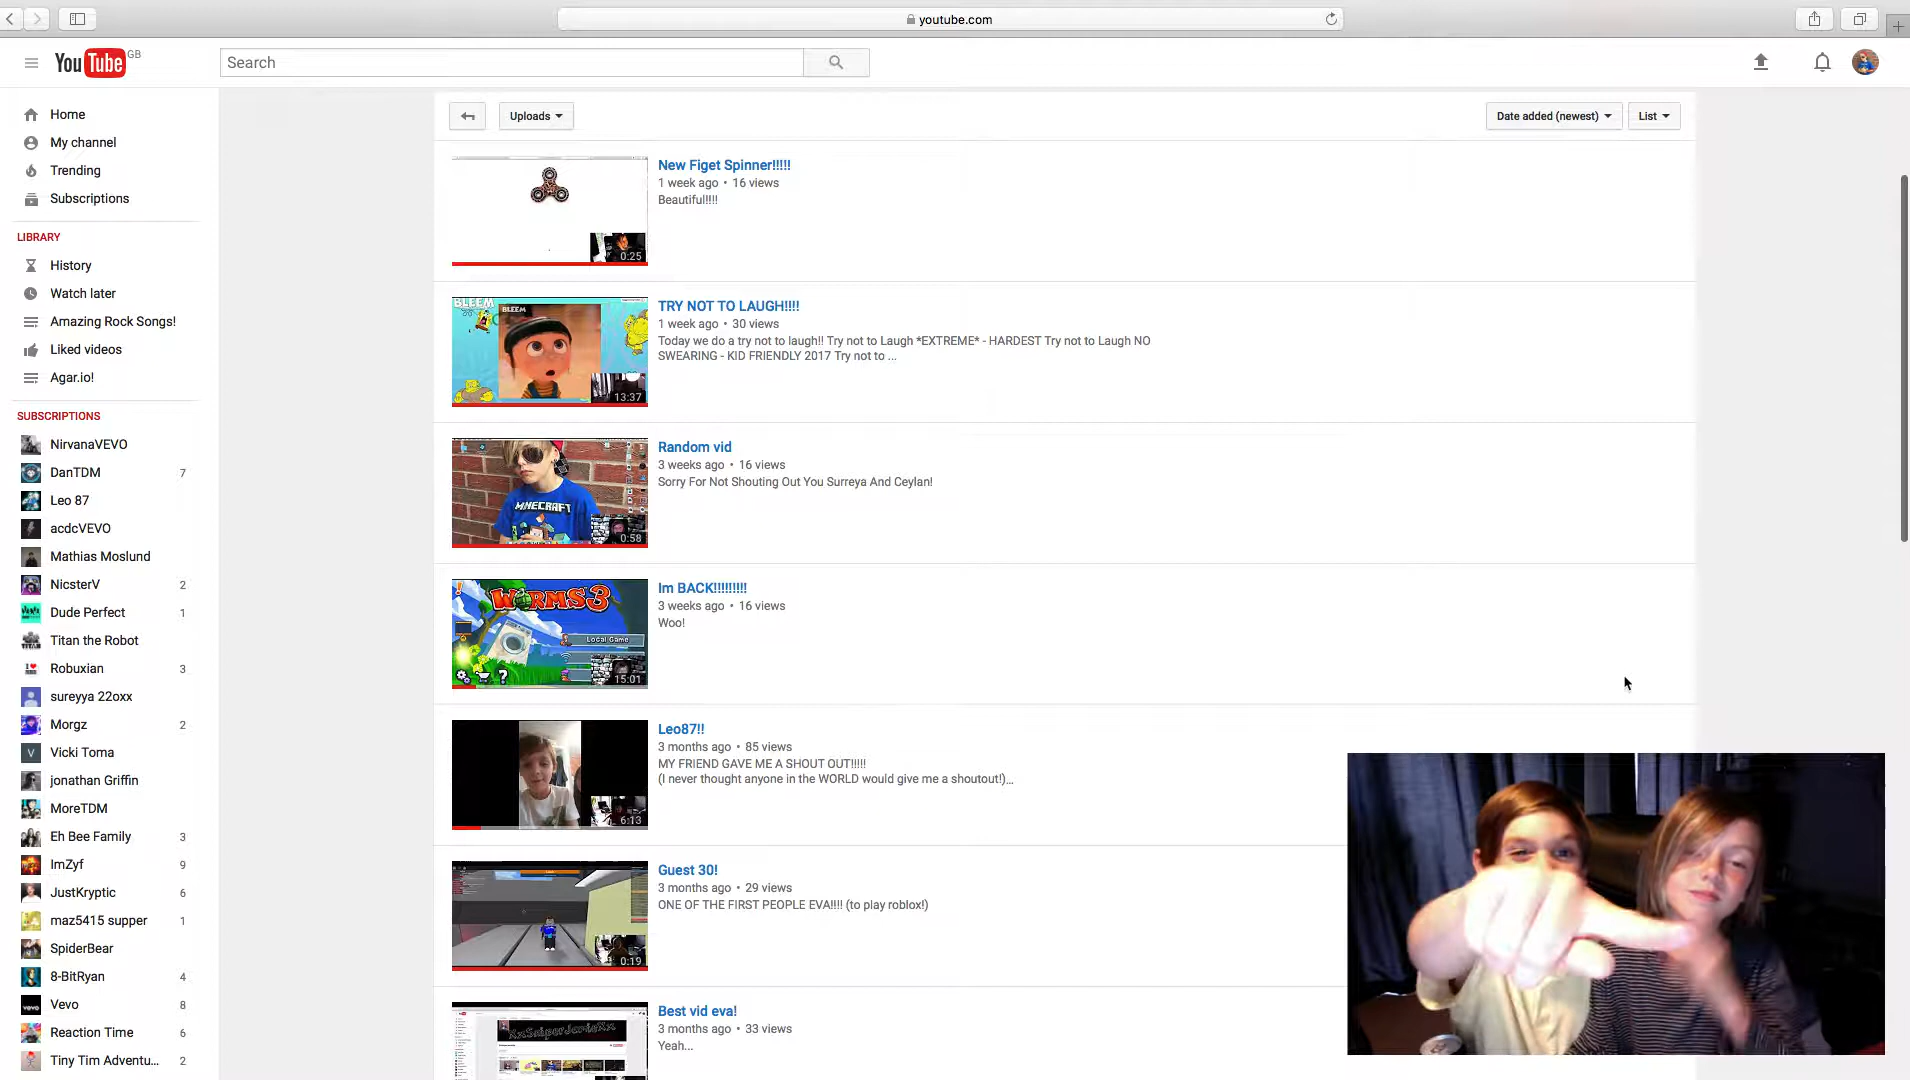 youtube.com
YouTube GB
Search
Home
My channel
Trending
Subscriptions
LIBRARY
History
Watch later
Amazing Rock Songs!
Liked videos
Agar.io!
SUBSCRIPTIONS
NirvanaVEVO
DanTDM 7
Leo 87
acdcVEVO
Mathias Moslund
NicsterV 2
Dude Perfect 1
Titan the Robot
Robuxian 3
sureyya 22oxx
Morgz 2
Vicki Toma
jonathan Griffin
MoreTDM
Eh Bee Family 3
ImZyf 9
JustKryptic 6
maz5415 supper 1
SpiderBear
8-BitRyan 4
Vevo 8
Reaction Time 6
Tiny Tim Adventu... 2
Uploads
Date added (newest)
List
0:25
New Figet Spinner!!!!!
1 week ago • 16 views
Beautiful!!!!
BLEEM
BLEEM
13:37
TRY NOT TO LAUGH!!!!
1 week ago • 30 views
Today we do a try not to laugh!! Try not to Laugh *EXTREME* - HARDEST Try not to Laugh NO
SWEARING - KID FRIENDLY 2017 Try not to ...
MINECRAFT
0:58
Random vid
3 weeks ago • 16 views
Sorry For Not Shouting Out You Surreya And Ceylan!
WORMS 3
Local Game
15:01
Im BACK!!!!!!!!!
3 weeks ago • 16 views
Woo!
6:13
Leo87!!
3 months ago • 85 views
MY FRIEND GAVE ME A SHOUT OUT!!!!!
(I never thought anyone in the WORLD would give me a shoutout!)...
0:19
Guest 30!
3 months ago • 29 views
ONE OF THE FIRST PEOPLE EVA!!!! (to play roblox!)
XxSniperJamieXx
Best vid eva!
3 months ago • 33 views
Yeah...